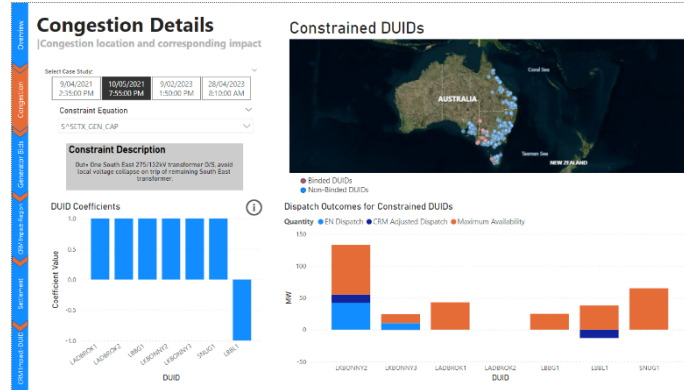 Overview
Congestion
Generator Bids
CRM Impact-Region
Settlement
CRM Impact-DUID
Congestion Details
|Congestion location and corresponding impact
Select Case Study:
9/04/2021 2:35:00 PM
10/05/2021 7:55:00 PM
9/02/2023 1:50:00 PM
28/04/2023 8:10:00 AM
Constraint Equation
S^SETX_GEN_CAP
Constraint Description
Out= One South East 275/132kV transformer O/S, avoid
local voltage collapse on trip of remaining South East
transformer.
DUID Coefficients
Coefficient Value
1.0
0.5
0.0
-0.5
-1.0
LADBROK1
LADBROK2
LBBG1
LKBONNY2
LKBONNY3
SNUG1
LBBL1
DUID
Constrained DUIDs
AUSTRALIA
Coral Sea
Tasman Sea
NEW ZEALAND
Binded DUIDs
Non-Binded DUIDs
Dispatch Outcomes for Constrained DUIDs
Quantity EN Dispatch CRM Adjusted Dispatch Maximum Availability
MW
150
100
50
0
-50
LKBONNY2 LKBONNY3 LADBROK1 LADBROK2 LBBG1 LBBL1 SNUG1
DUID